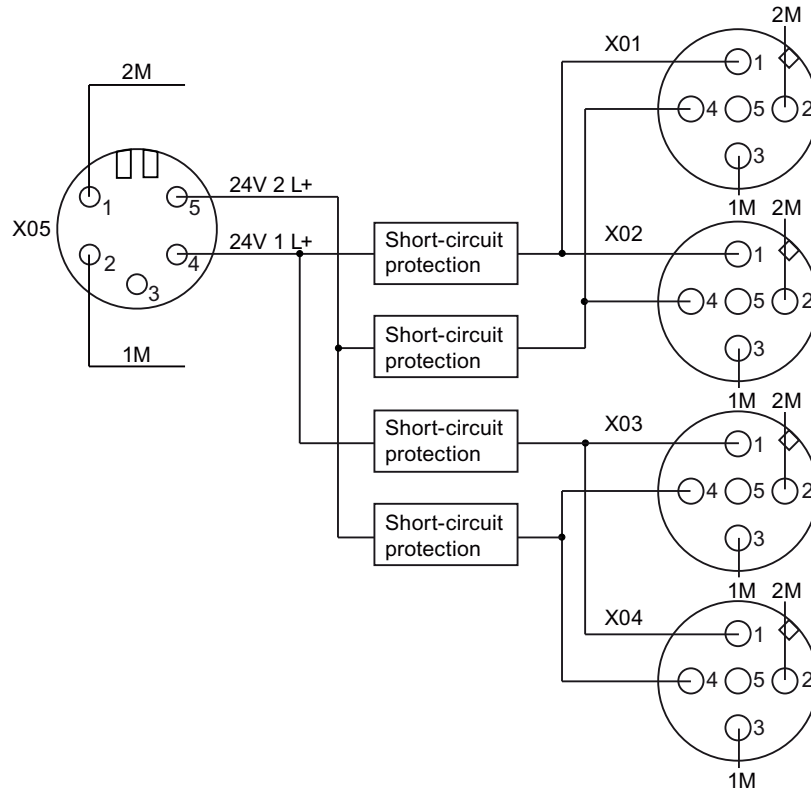 2M
X01
1
4 5 2
3
1M
2M
1 5
X05
2 4
3
1M
24V 2 L+
24V 1 L+
Short-circuit
protection
Short-circuit
protection
Short-circuit
protection
Short-circuit
protection
2M
X02
1
4 5 2
3
1M
2M
X03
1
4 5 2
3
1M
2M
X04
1
4 5 2
3
1M